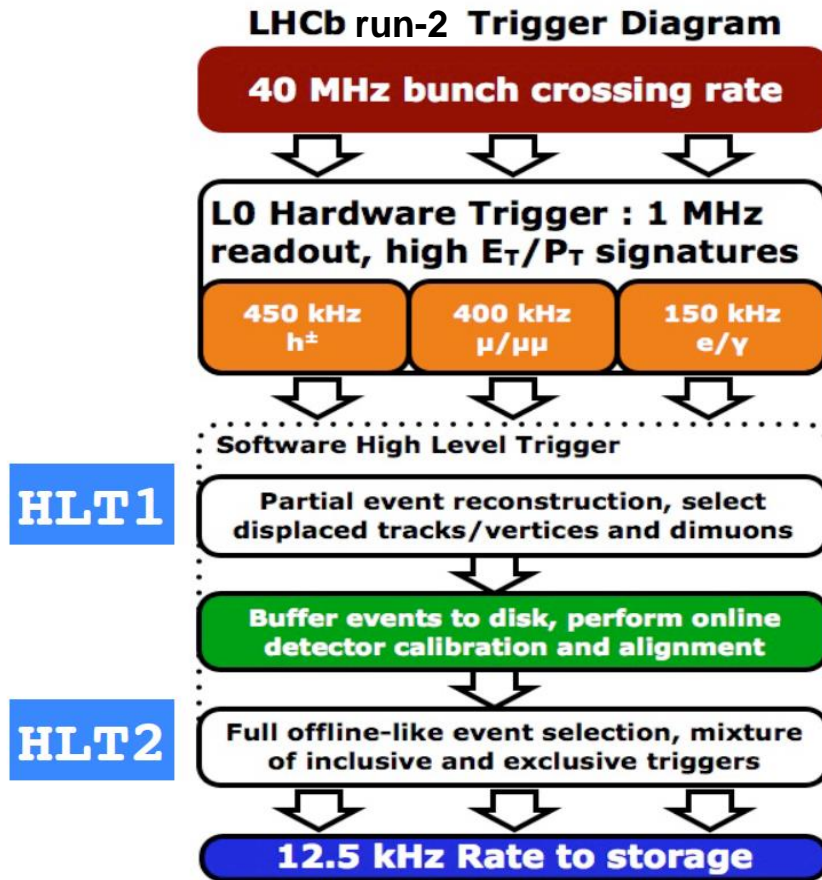 LHCb run-2 Trigger Diagram
40 MHz bunch crossing rate
L0 Hardware Trigger : 1 MHz
readout, high E_T/P_T signatures
450 kHz
h±
400 kHz
μ/μμ
150 kHz
e/γ
Software High Level Trigger
HLT1
Partial event reconstruction, select
displaced tracks/vertices and dimuons
Buffer events to disk, perform online
detector calibration and alignment
HLT2
Full offline-like event selection, mixture
of inclusive and exclusive triggers
12.5 kHz Rate to storage